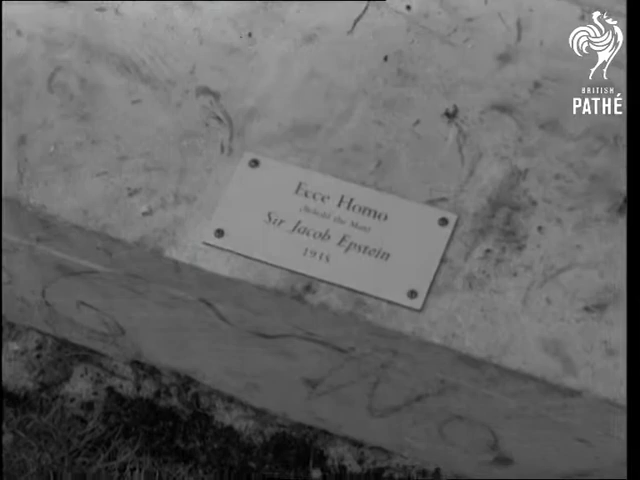 BRITISH
PATHÉ
Ecce Homo
(Behold the Man)
Sir Jacob Epstein
1935